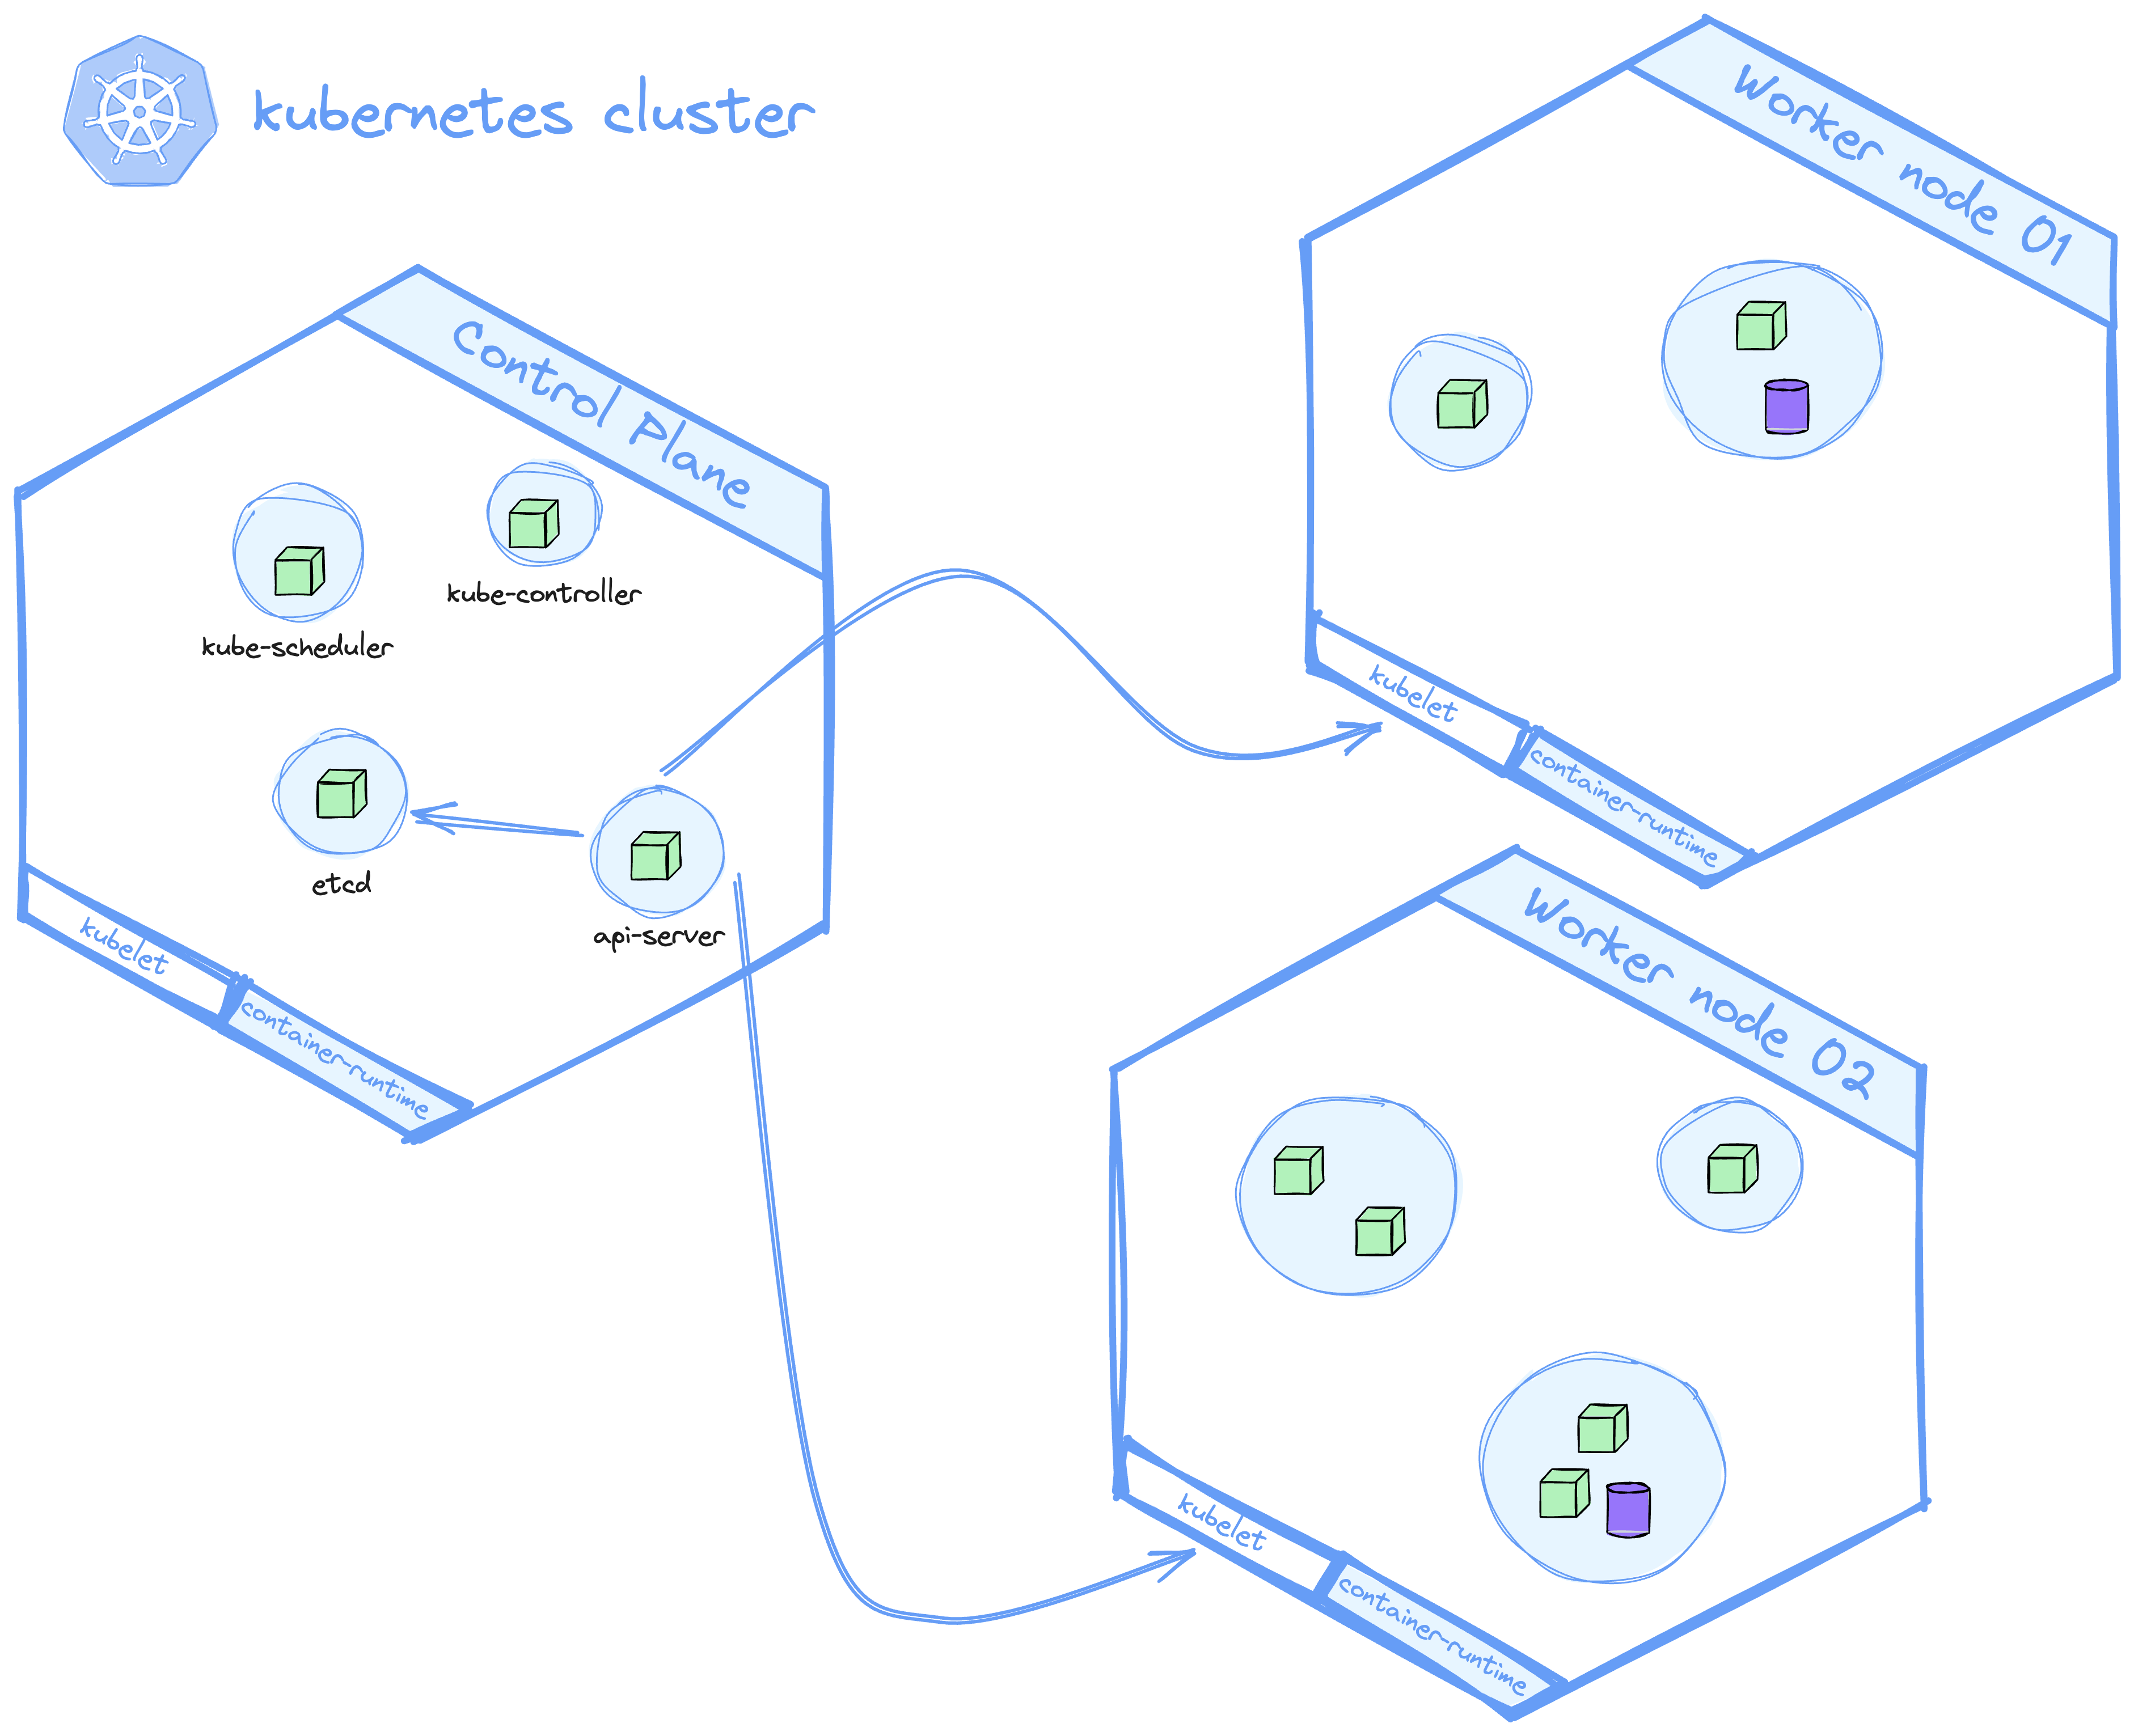 kubernetes cluster
Control Plane
kube-scheduler
kube-controller
etcd
api-server
kubelet
container-runtime
Worker node 01
kubelet
container-runtime
Worker node 02
kubelet
container-runtime